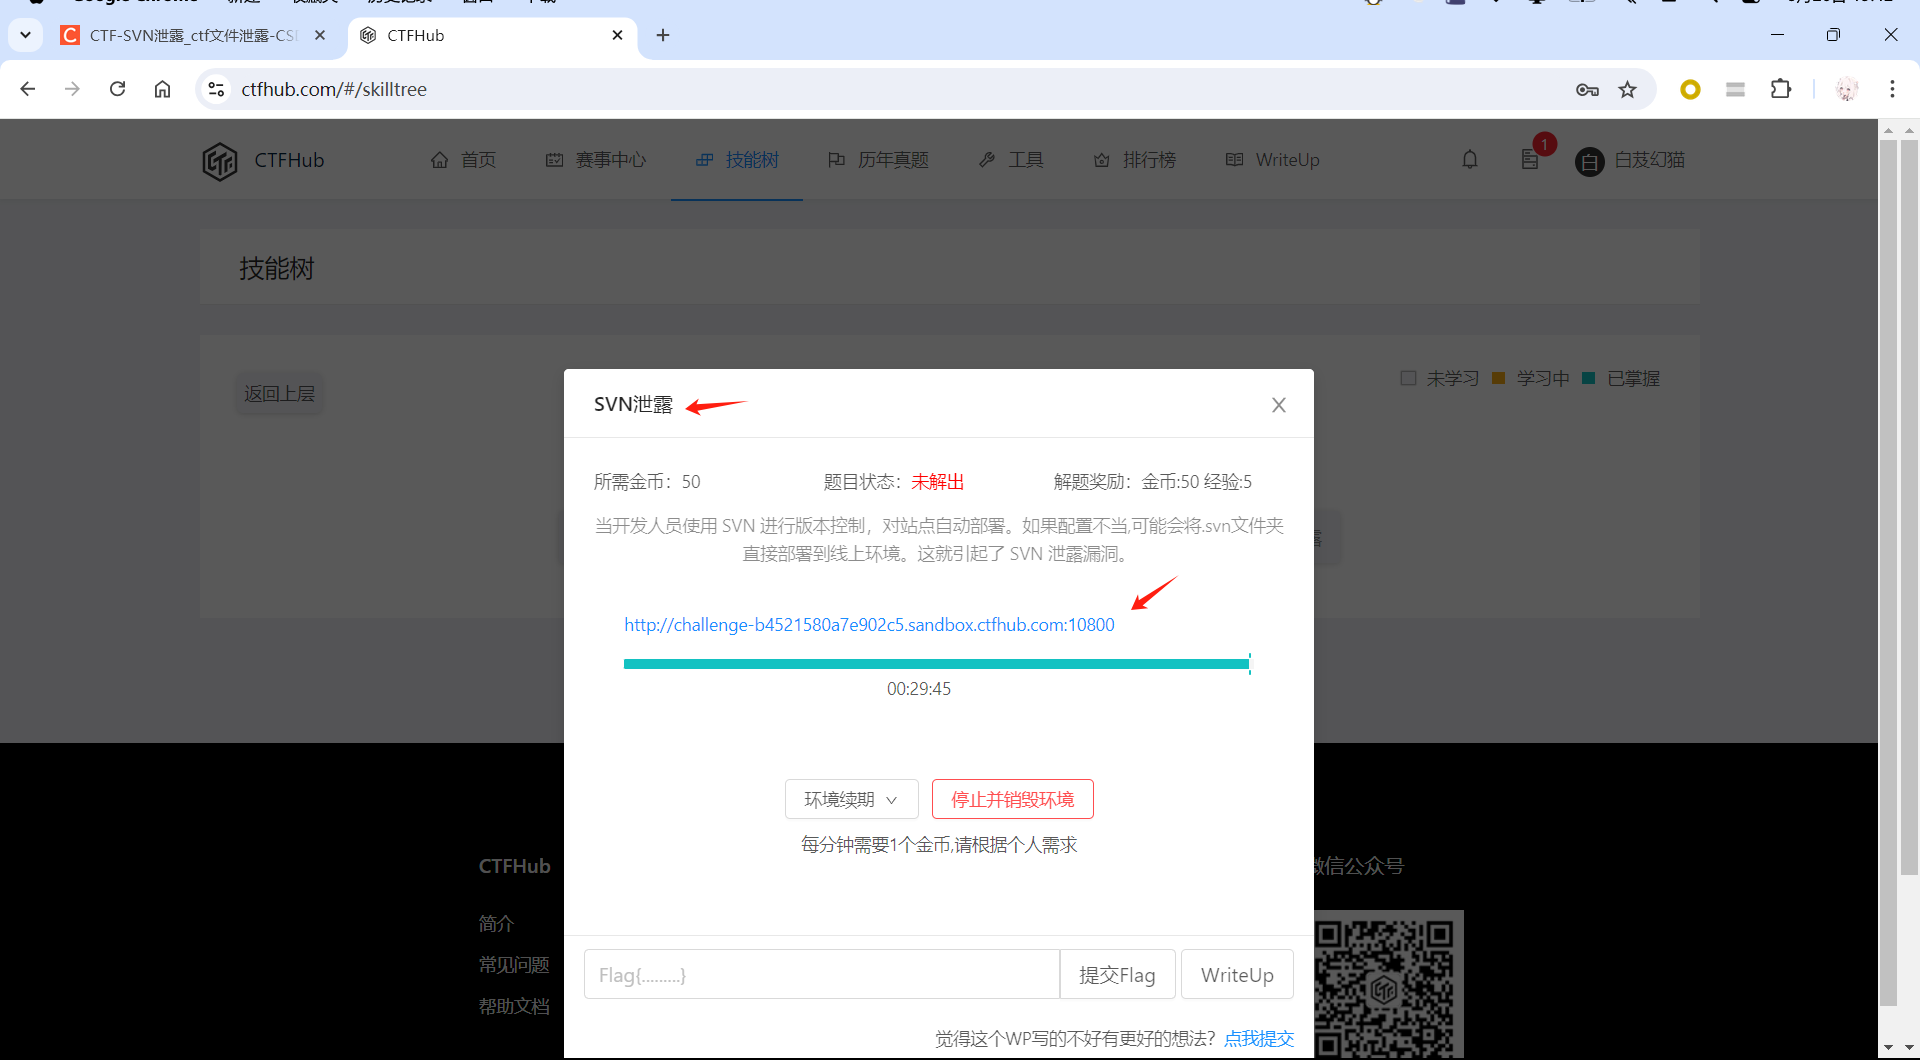 Google Chrome
CTF-SVN泄露_ctf文件泄露-CS
CTFHub
ctfhub.com/#/skilltree
CTFHub
首页
赛事中心
技能树
历年真题
工具
排行榜
WriteUp
1
白
白芨幻猫
技能树
返回上层
未学习
学习中
已掌握
SVN泄露
所需金币：50
题目状态：未解出
解题奖励：金币:50 经验:5
当开发人员使用 SVN 进行版本控制，对站点自动部署。如果配置不当,可能会将.svn文件夹
直接部署到线上环境。这就引起了 SVN 泄露漏洞。
http://challenge-b4521580a7e902c5.sandbox.ctfhub.com:10800
00:29:45
环境续期
停止并销毁环境
每分钟需要1个金币,请根据个人需求
CTFHub
微信公众号
简介
常见问题
帮助文档
Flag{.........}
提交Flag
WriteUp
觉得这个WP写的不好有更好的想法？点我提交